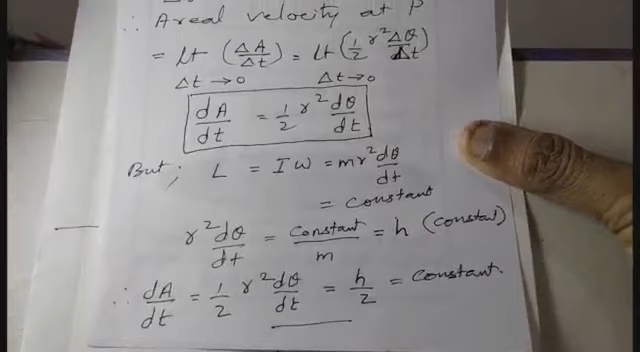 ∴ Areal velocity at P
= Lt (ΔA/Δt) = Lt (1/2 r² Δθ/Δt)
Δt→0 Δt→0
dA/dt = 1/2 r² dθ/dt
But; L = Iω = mr² dθ/dt
= constant
r² dθ/dt = constant/m = h (constant)
∴ dA/dt = 1/2 r² dθ/dt = h/2 = constant.